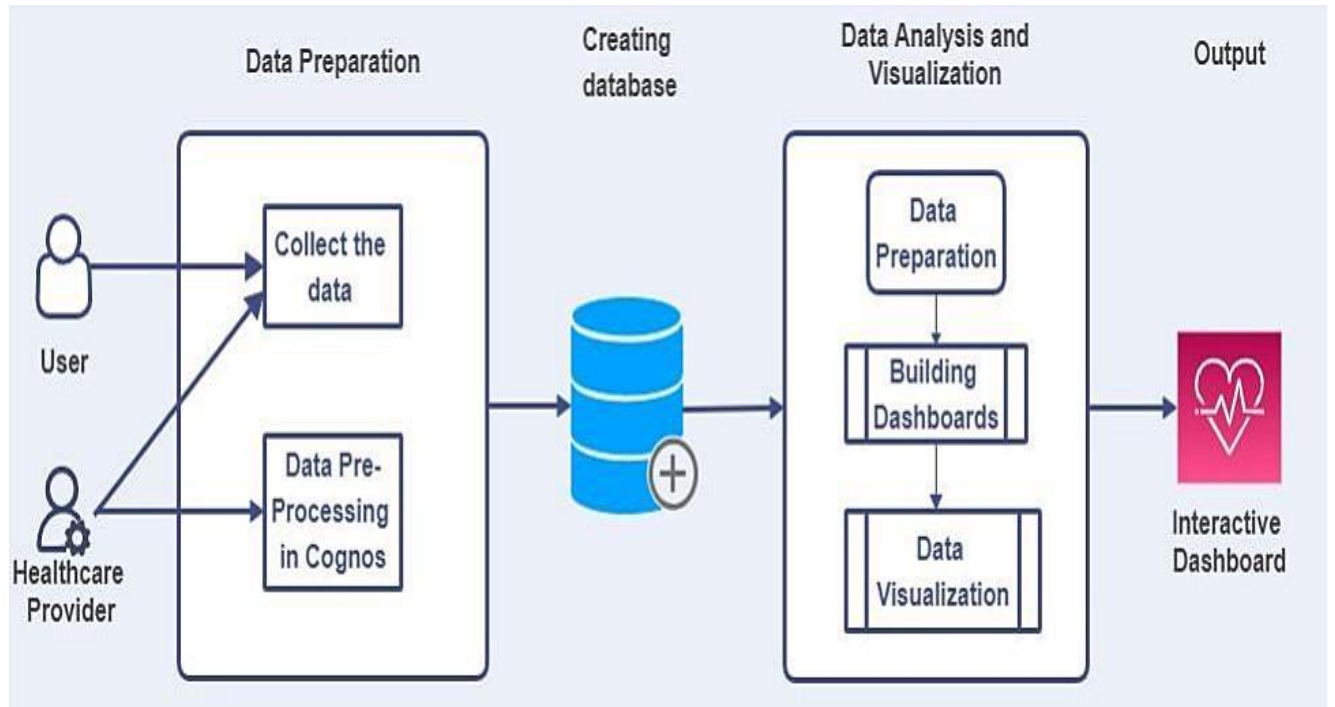 Data Preparation
Creating
database
Data Analysis and
Visualization
Output
Collect the
data
User
Data Pre-
Processing
in Cognos
Healthcare
Provider
Data
Preparation
Building
Dashboards
Data
Visualization
Interactive
Dashboard